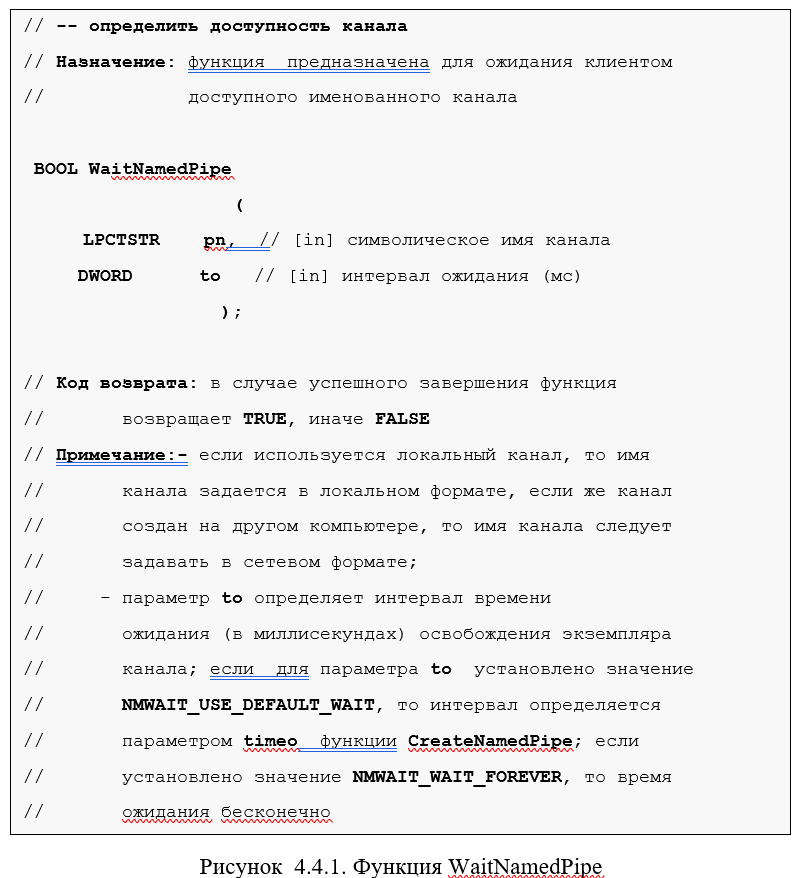 // -- определить доступность канала
// Назначение: функция  предназначена для ожидания клиентом
//             доступного именованного канала
BOOL WaitNamedPipe
(
LPCTSTR    pn,  // [in] символическое имя канала
DWORD      to   // [in] интервал ожидания (мс)
);
// Код возврата: в случае успешного завершения функция
//       возвращает TRUE, иначе FALSE
// Примечание:- если используется локальный канал, то имя
//       канала задается в локальном формате, если же канал
//       создан на другом компьютере, то имя канала следует
//       задавать в сетевом формате;
//     - параметр to определяет интервал времени
//       ожидания (в миллисекундах) освобождения экземпляра
//       канала; если  для параметра to  установлено значение
//       NMWAIT_USE_DEFAULT_WAIT, то интервал определяется
//       параметром timeo  функции CreateNamedPipe; если
//       установлено значение NMWAIT_WAIT_FOREVER, то время
//       ожидания бесконечно
Рисунок  4.4.1. Функция WaitNamedPipe